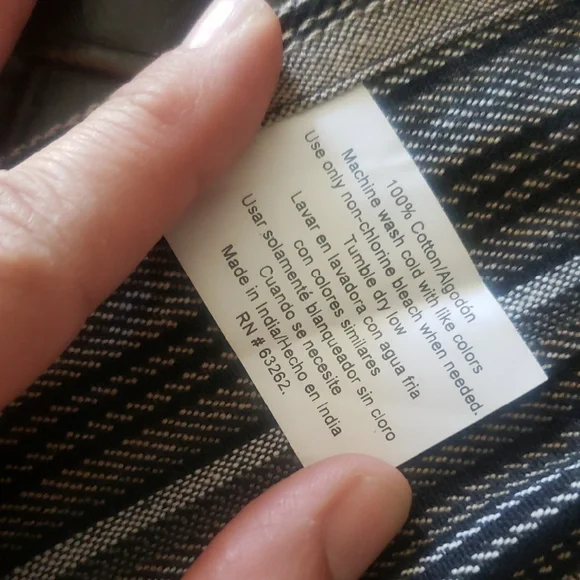 100% Cotton/Algodón
Machine wash cold with like colors
Use only non-chlorine bleach when needed.
Tumble dry low
Lavar en lavadora con agua fria
con colores similares
Usar solamenté blanqueador sin cloro
Cuando se necesite
Made in India/Hecho en India
RN # 63262.